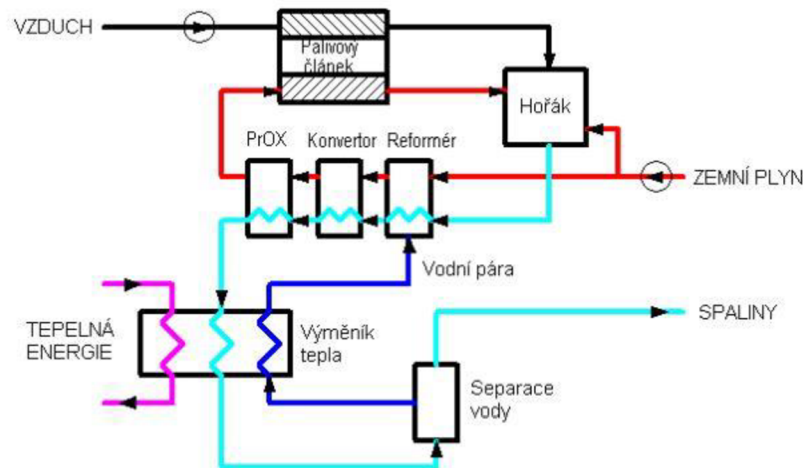 VZDUCH
Palivový
článek
Hořák
PrOX
Konvertor
Reformér
ZEMNÍ PLYN
Vodní pára
TEPELNÁ
ENERGIE
Výměník
tepla
SPALINY
Separace
vody